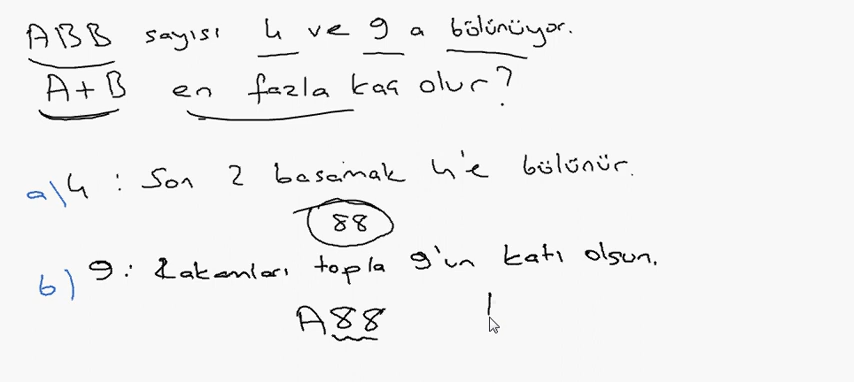 ABB sayısı 4 ve 9 a bölünüyor.
A+B en fazla kaç olur?
a) 4 : Son 2 basamak 4'e bölünür.
88
b) 9 : Rakamları topla 9'un katı olsun.
A88